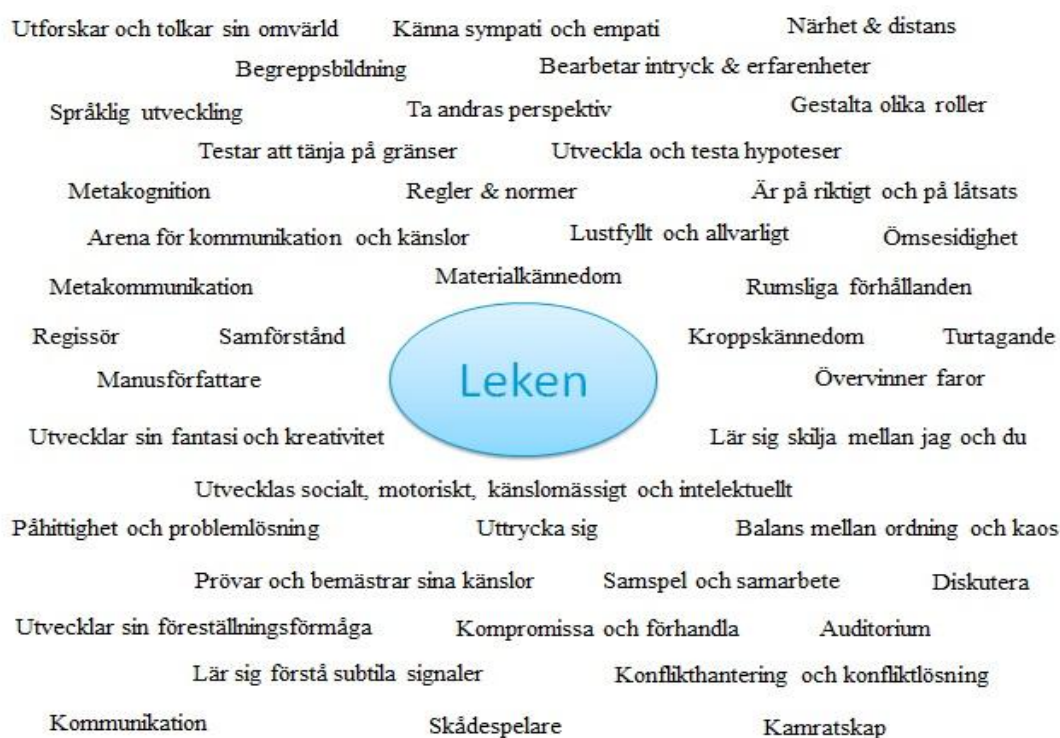 Utforskar och tolkar sin omvärld
Känna sympati och empati
Närhet & distans
Begreppsbildning
Bearbetar intryck & erfarenheter
Språklig utveckling
Ta andras perspektiv
Gestalta olika roller
Testar att tänja på gränser
Utveckla och testa hypoteser
Metakognition
Regler & normer
Är på riktigt och på låtsats
Arena för kommunikation och känslor
Lustfyllt och allvarligt
Ömsesidighet
Metakommunikation
Materialkännedom
Rumsliga förhållanden
Regissör
Samförstånd
Kroppskännedom
Turtagande
Manusförfattare
Leken
Övervinner faror
Utvecklar sin fantasi och kreativitet
Lär sig skilja mellan jag och du
Utvecklas socialt, motoriskt, känslomässigt och intelektuellt
Påhittighet och problemlösning
Uttrycka sig
Balans mellan ordning och kaos
Prövar och bemästrar sina känslor
Samspel och samarbete
Diskutera
Utvecklar sin föreställningsförmåga
Kompromissa och förhandla
Auditorium
Lär sig förstå subtila signaler
Konflikthantering och konfliktlösning
Kommunikation
Skådespelare
Kamratskap